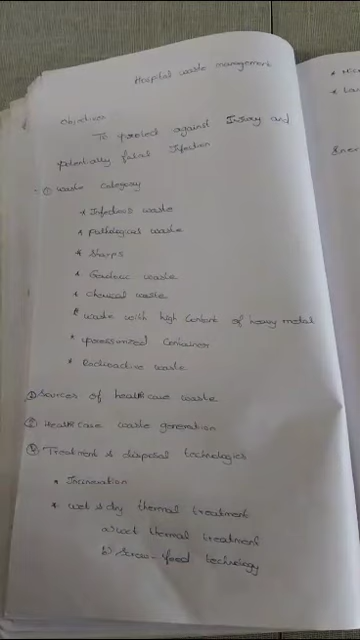 Hospital waste management
Objectives
To protect against Injury and
potentially fatal Infection
① waste category
* Infectious waste
* pathological waste
* Sharps
* waste
* chemical waste
* waste with high content of heavy metal
* container
* Radioactive waste
② Sources of health care waste
③ Health care waste generation
④ Treatment & disposal technologies
* Incineration
* wet & dry thermal treatment
a) wet thermal treatment
b) Screw-feed technology